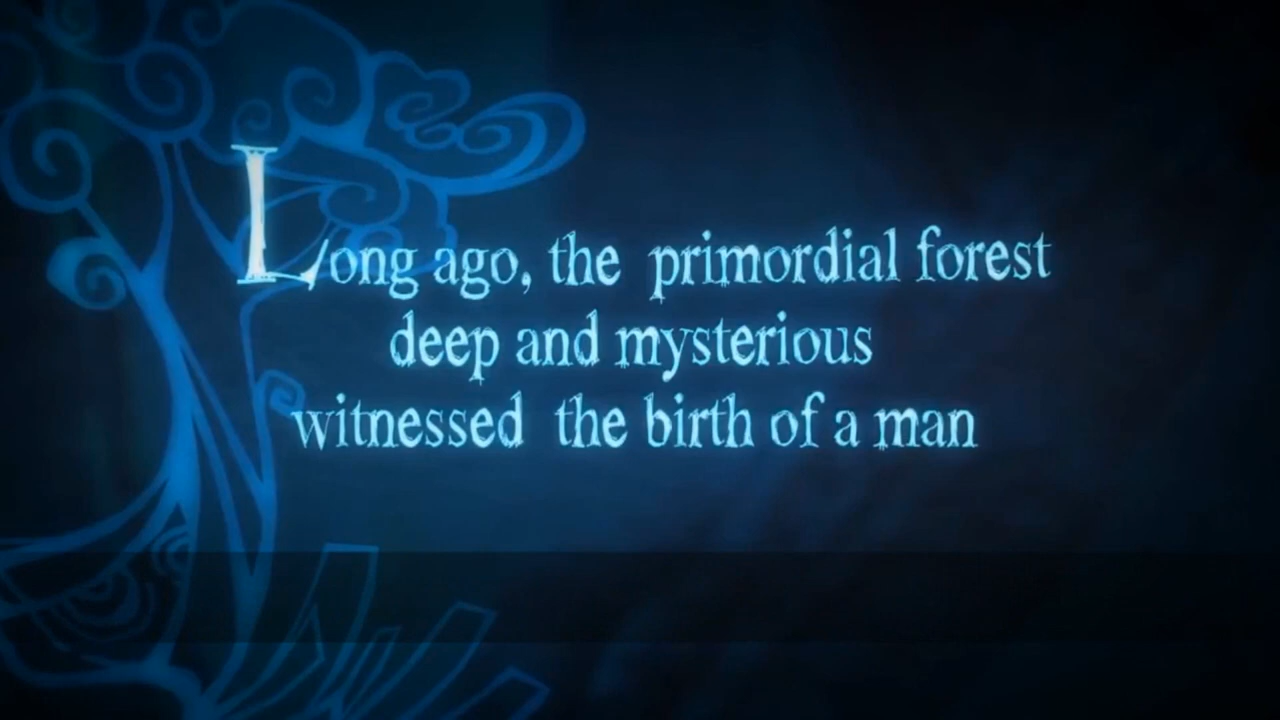 Long ago, the primordial forest
deep and mysterious
witnessed the birth of a man